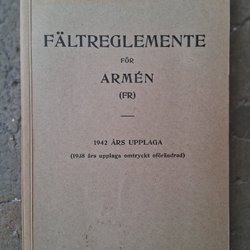 FÄLTREGLEMENTE
FÖR
ARMÉN
(FR)
1942 ÅRS UPPLAGA
(1938 års upplaga omtryckt oförändrad)